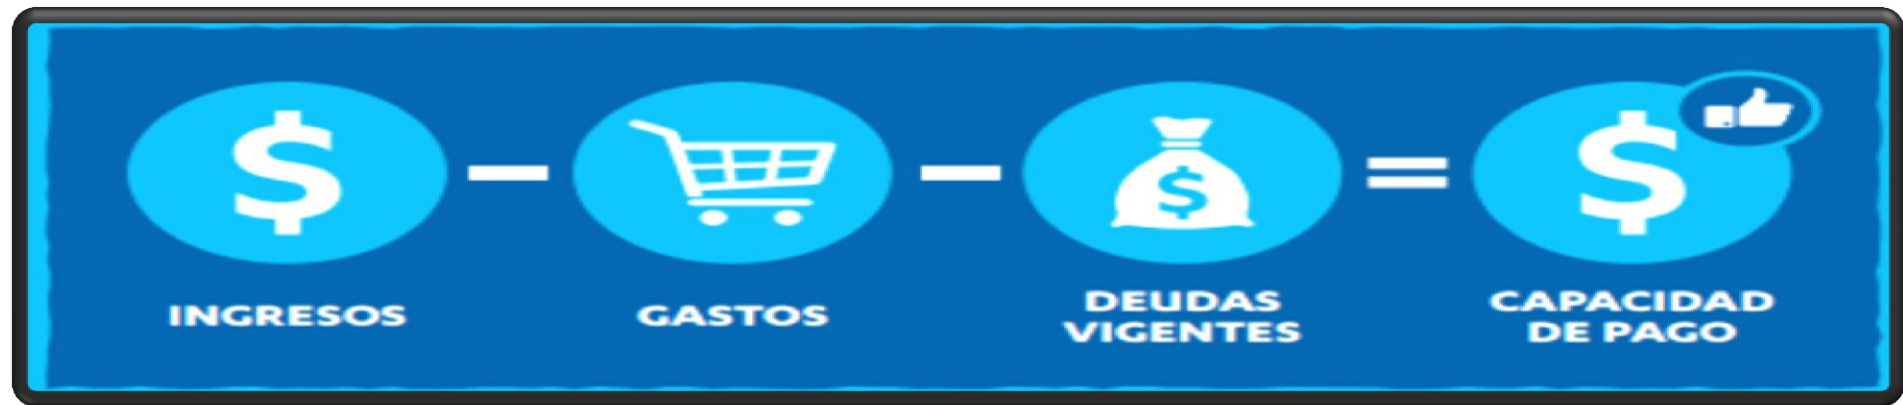 $ - $ = $
INGRESOS
GASTOS
DEUDAS
VIGENTES
CAPACIDAD
DE PAGO